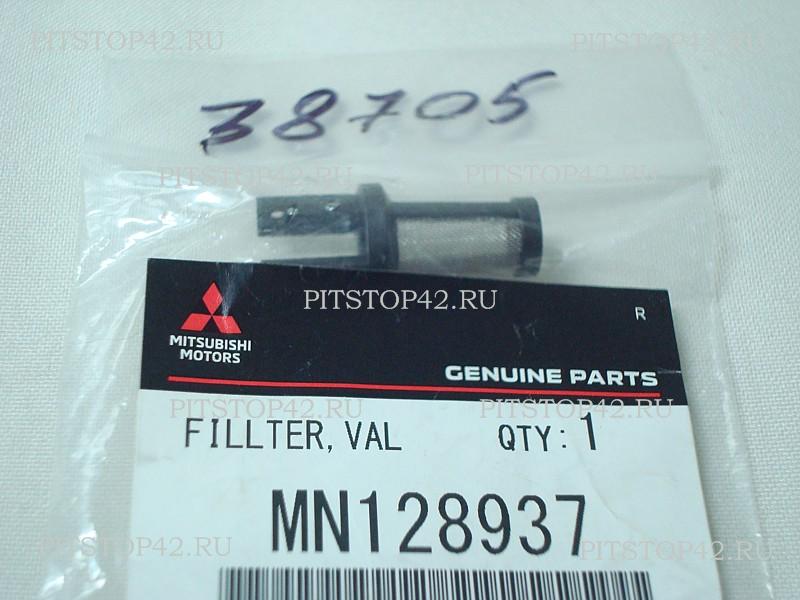 PITSTOP42.RU PITSTOP42.RU
38705
PITSTOP42.RU PITSTOP42.RU
PITSTOP42.RU
R
MITSUBISHI
MOTORS
GENUINE PARTS
PITSTOP42.RU PITSTOP42.RU
FILLTER,VAL QTY:1
MN128937
PITSTOP42.RU PITSTOP42.RU